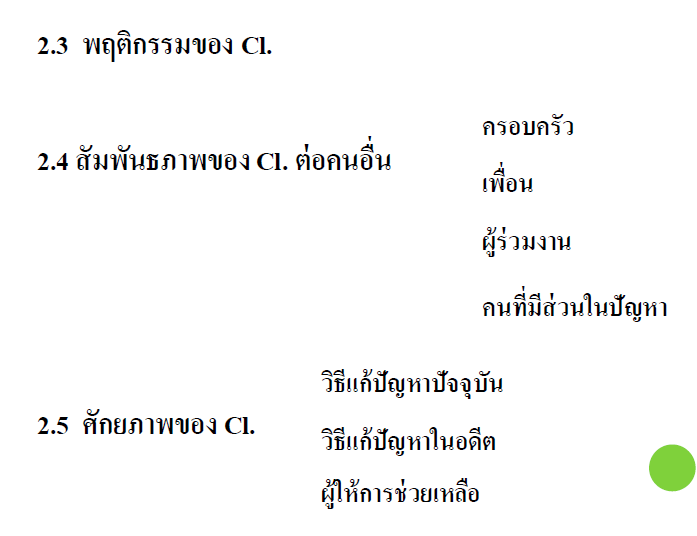 2.3 พฤติกรรมของ Cl.
ครอบครัว
2.4 สัมพันธภาพของ Cl. ต่อคนอื่น
เพื่อน
ผู้ร่วมงาน
คนที่มีส่วนในปัญหา
วิธีแก้ปัญหาปัจจุบัน
2.5 ศักยภาพของ Cl.
วิธีแก้ปัญหาในอดีต
ผู้ให้การช่วยเหลือ